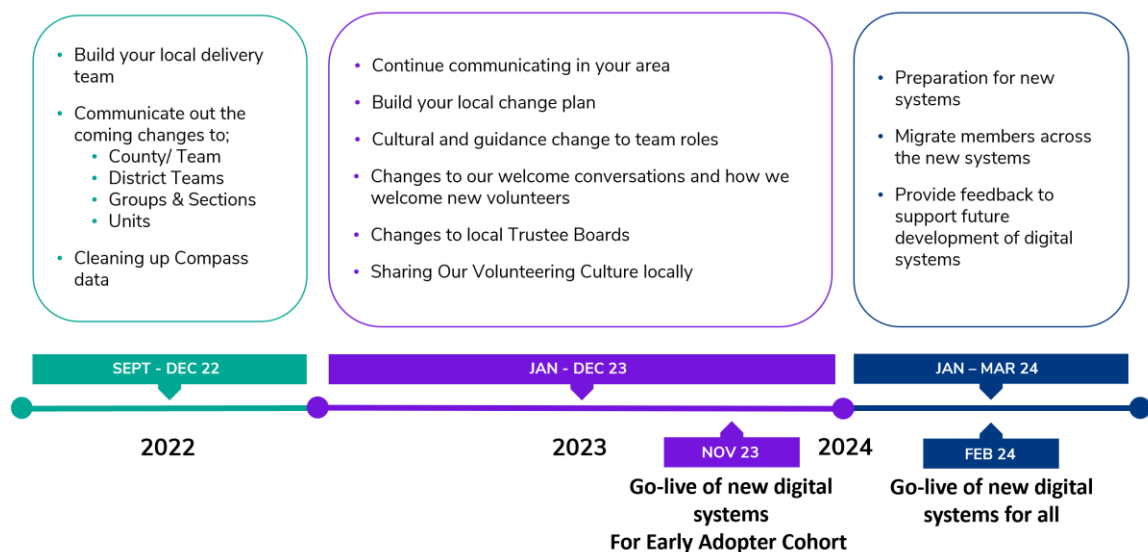 • Build your local delivery
team
• Communicate out the
coming changes to;
• County/ Team
• District Teams
• Groups & Sections
• Units
• Cleaning up Compass
data
• Continue communicating in your area
• Build your local change plan
• Cultural and guidance change to team roles
• Changes to our welcome conversations and how we
welcome new volunteers
• Changes to local Trustee Boards
• Sharing Our Volunteering Culture locally
• Preparation for new
systems
• Migrate members across
the new systems
• Provide feedback to
support future
development of digital
systems
SEPT - DEC 22
JAN - DEC 23
JAN – MAR 24
2022
2023
2024
NOV 23
Go-live of new digital
systems
For Early Adopter Cohort
FEB 24
Go-live of new digital
systems for all